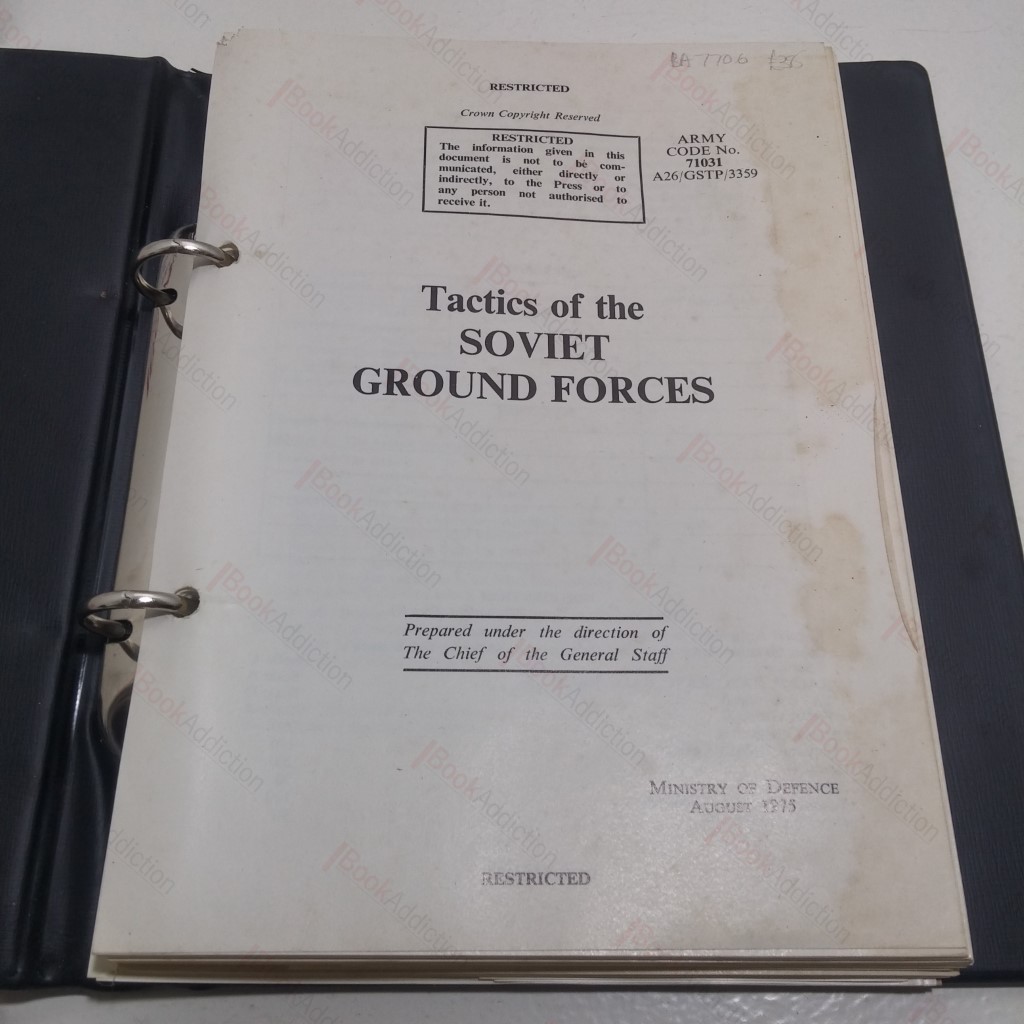 RESTRICTED
Crown Copyright Reserved
RESTRICTED
The information given in this
document is not to be com-
municated, either directly or
indirectly, to the Press or to
any person not authorised to
receive it.
ARMY
CODE No.
71031
A26/GSTP/3359
Tactics of the
SOVIET
GROUND FORCES
Prepared under the direction of
The Chief of the General Staff
MINISTRY OF DEFENCE
AUGUST 1975
RESTRICTED
BookAddiction